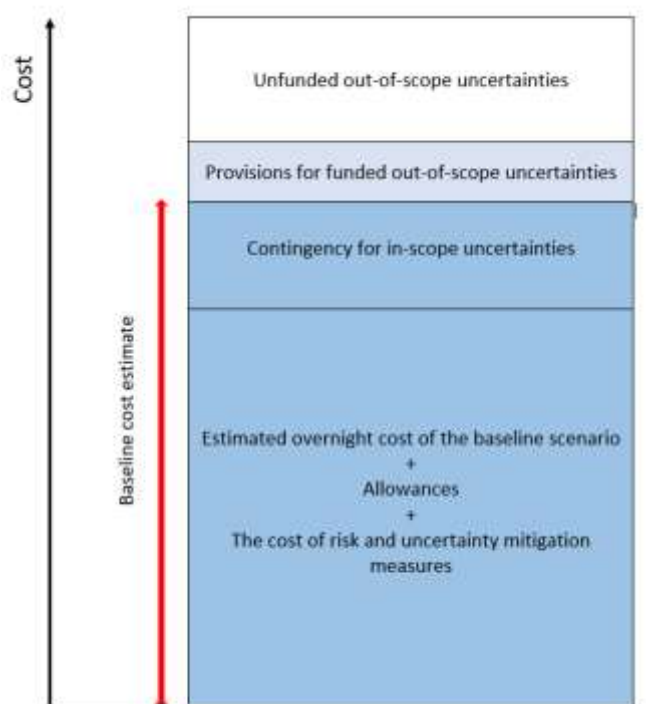 Cost
Unfunded out-of-scope uncertainties
Provisions for funded out-of-scope uncertainties
Contingency for in-scope uncertainties
Baseline cost estimate
Estimated overnight cost of the baseline scenario
+
Allowances
+
The cost of risk and uncertainty mitigation
measures